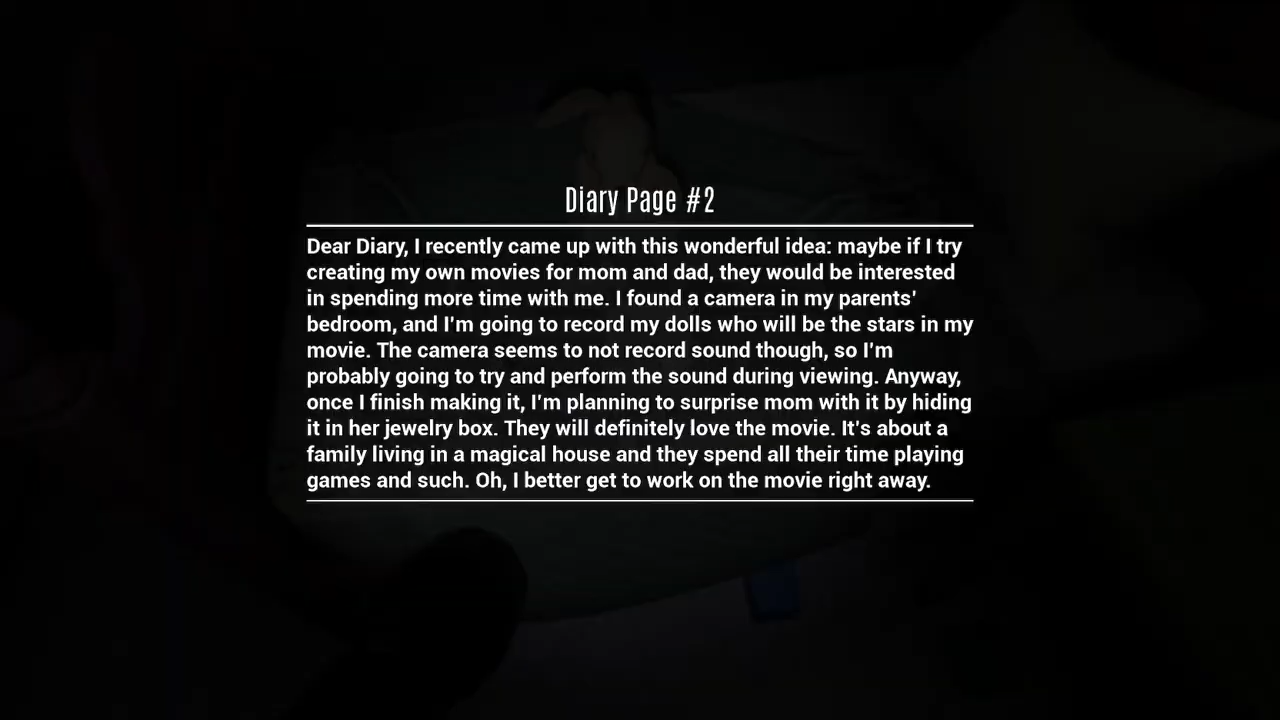 Diary Page #2
Dear Diary, I recently came up with this wonderful idea: maybe if I try
creating my own movies for mom and dad, they would be interested
in spending more time with me. I found a camera in my parents'
bedroom, and I'm going to record my dolls who will be the stars in my
movie. The camera seems to not record sound though, so I'm
probably going to try and perform the sound during viewing. Anyway,
once I finish making it, I'm planning to surprise mom with it by hiding
it in her jewelry box. They will definitely love the movie. It's about a
family living in a magical house and they spend all their time playing
games and such. Oh, I better get to work on the movie right away.